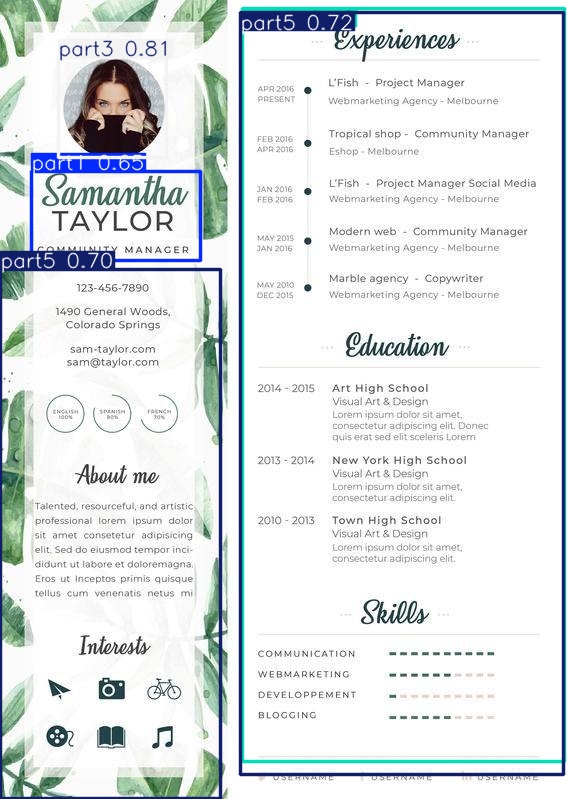 part3 0.81
part1 0.65
Samantha
TAYLOR
COMMUNITY MANAGER
part5 0.70
123-456-7890
1490 General Woods,
Colorado Springs
sam-taylor.com
sam@taylor.com
ENGLISH
100%
SPANISH
80%
FRENCH
70%
About me
Talented, resourceful, and artistic
professional lorem ipsum dolor
sit amet consetetur adipisicing
elit. Sed do eiusmod tempor inci-
didunt ut labore et doloremagna.
Eros ut Inceptos primis quisque
tellus cum venenatis netus mi
Interests
part5 0.72
Experiences
APR 2016
PRESENT
L'Fish - Project Manager
Webmarketing Agency - Melbourne
FEB 2016
APR 2016
Tropical shop - Community Manager
Eshop - Melbourne
JAN 2016
FEB 2016
L'Fish - Project Manager Social Media
Webmarketing Agency - Melbourne
MAY 2015
JAN 2016
Modern web - Community Manager
Webmarketing Agency - Melbourne
MAY 2010
DEC 2015
Marble agency - Copywriter
Webmarketing Agency - Melbourne
Education
2014 - 2015 Art High School
Visual Art & Design
Lorem ipsum dolor sit amet,
consectetur adipiscing elit. Donec
quis erat sed elit sceleris Lorem
2013 - 2014 New York High School
Visual Art & Design
Lorem ipsum dolor sit amet,
consectetur adipiscing elit.
2010 - 2013 Town High School
Visual Art & Design
Lorem ipsum dolor sit amet,
consectetur adipiscing elit.
Skills
COMMUNICATION
WEBMARKETING
DEVELOPPEMENT
BLOGGING
USERNAME USERNAME USERNAME